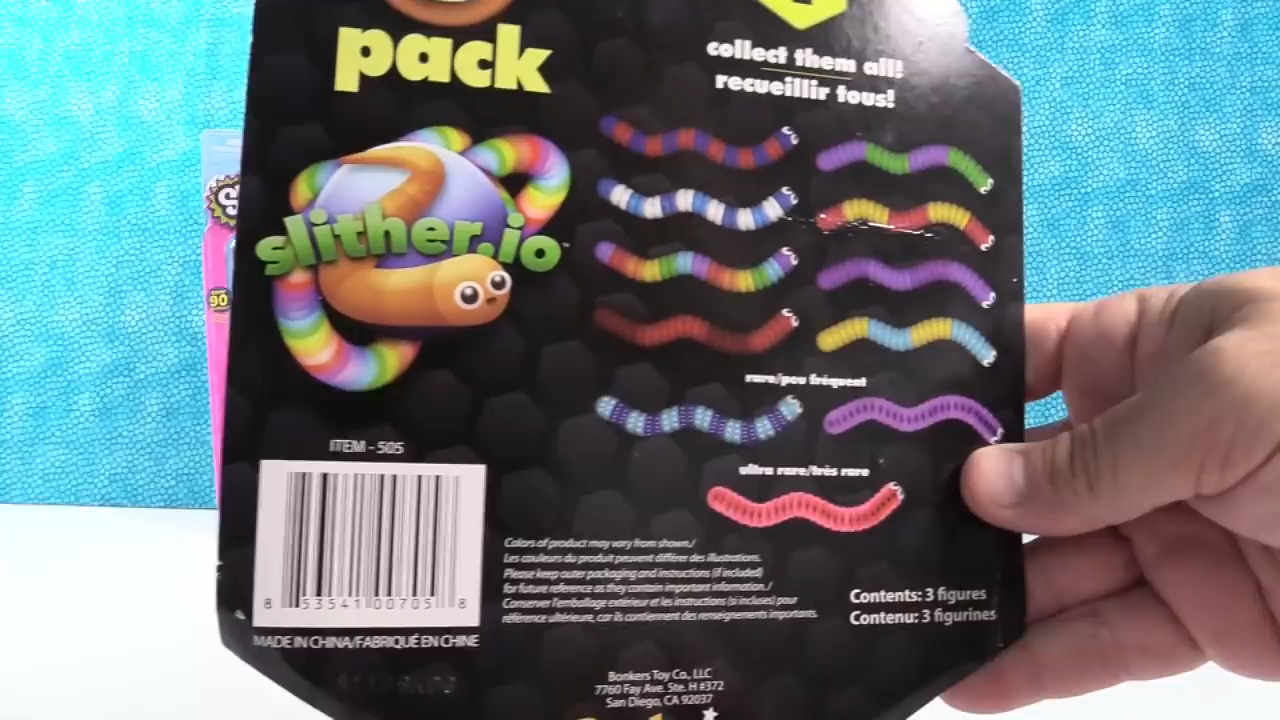 pack
collect them all!
recueillir tous!
slither.io™
rare/peu fréquent
ultra rare/très rare
ITEM - 505
8 53541 00705 8
MADE IN CHINA/FABRIQUÉ EN CHINE
Colors of product may vary from shown./
Les couleurs du produit peuvent différer des illustrations.
Please keep outer packaging and instructions (if included)
for future reference as they contain important information./
Conserver l'emballage extérieur et les instructions (si incluses) pour
référence ultérieure, car ils contiennent des renseignements importants.
Contents: 3 figures
Contenu: 3 figurines
Bonkers Toy Co., LLC
7760 Fay Ave. Ste. H #372
San Diego, CA 92037
90